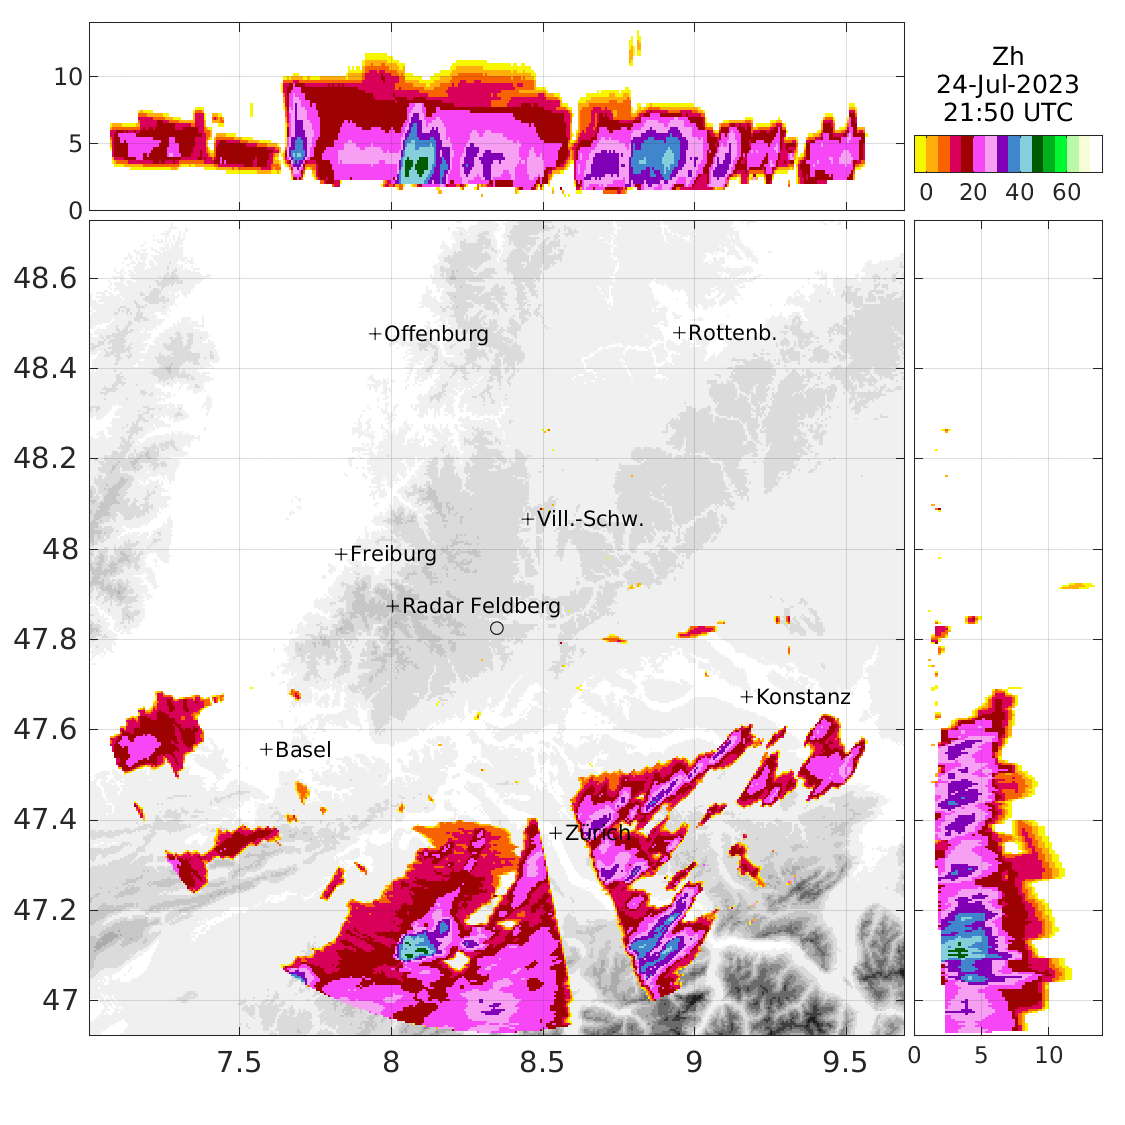 10
5
0
Zh
24-Jul-2023
21:50 UTC
0 20 40 60
48.6
48.4
48.2
48
47.8
47.6
47.4
47.2
47
+Offenburg
+Rottenb.
+Vill.-Schw.
+Freiburg
+Radar Feldberg
+Konstanz
+Basel
+Zürich
7.5 8 8.5 9 9.5
0 5 10